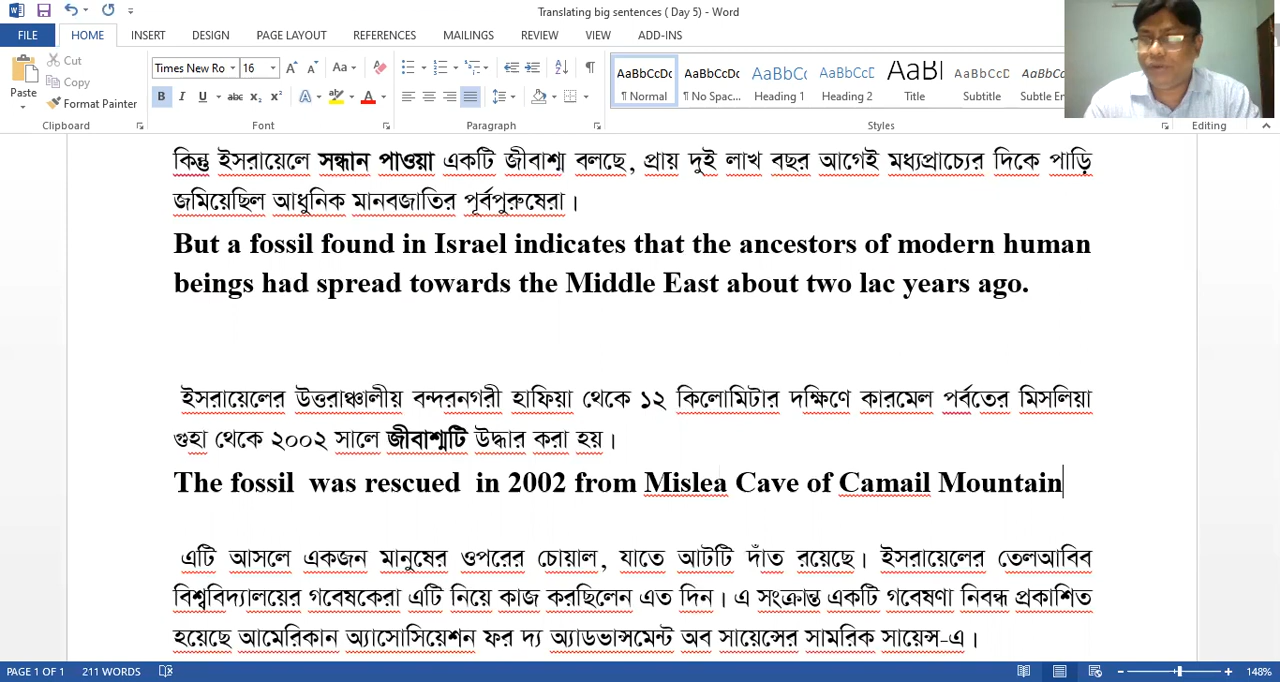 Translating big sentences ( Day 5) - Word
FILE HOME INSERT DESIGN PAGE LAYOUT REFERENCES MAILINGS REVIEW VIEW ADD-INS
Cut
Copy
Paste
Format Painter
Times New Ro 16
AaBbCcDc AaBbCcDc AaBbCc AaBbCcC AaBl AaBbCcD AaBbCcDc
¶ Normal ¶ No Spac... Heading 1 Heading 2 Title Subtitle Subtle Em
Clipboard Font Paragraph Styles Editing
কিন্তু ইসরায়েলে সন্ধান পাওয়া একটি জীবাশ্ম বলছে, প্রায় দুই লাখ বছর আগেই মধ্যপ্রাচ্যের দিকে পাড়ি
জমিয়েছিল আধুনিক মানবজাতির পূর্বপুরুষেরা।
But a fossil found in Israel indicates that the ancestors of modern human
beings had spread towards the Middle East about two lac years ago.
ইসরায়েলের উত্তরাঞ্চালীয় বন্দরনগরী হাফিয়া থেকে ১২ কিলোমিটার দক্ষিণে কারমেল পর্বতের মিসলিয়া
গুহা থেকে ২০০২ সালে জীবাশ্মটি উদ্ধার করা হয়।
The fossil was rescued in 2002 from Mislea Cave of Camail Mountain
এটি আসলে একজন মানুষের ওপরের চোয়াল, যাতে আটটি দাঁত রয়েছে। ইসরায়েলের তেলআবিব
বিশ্ববিদ্যালয়ের গবেষকেরা এটি নিয়ে কাজ করছিলেন এত দিন। এ সংক্রান্ত একটি গবেষণা নিবন্ধ প্রকাশিত
হয়েছে আমেরিকান অ্যাসোসিয়েশন ফর দ্য অ্যাডভান্সমেন্ট অব সায়েন্সের সামরিক সায়েন্স-এ।
PAGE 1 OF 1 211 WORDS 148%